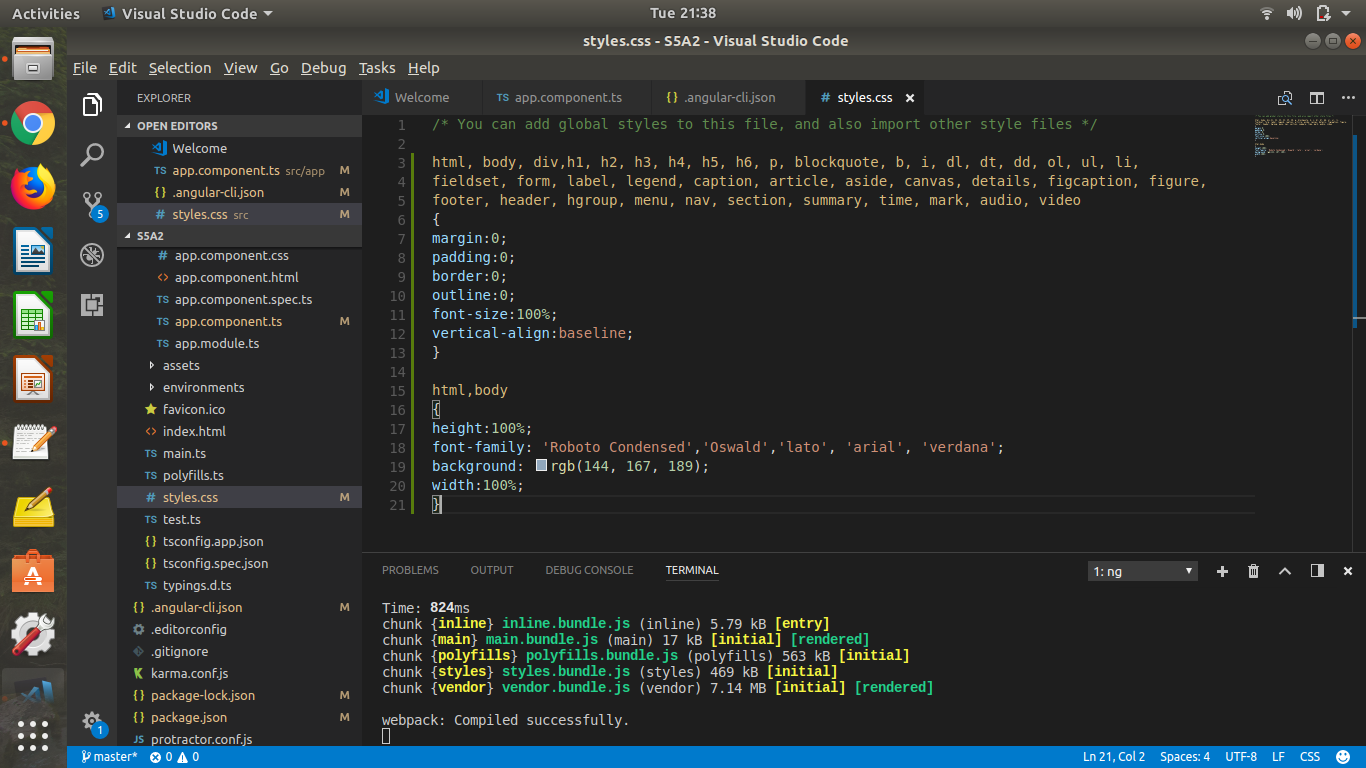 Activities Visual Studio Code Tue 21:38
styles.css - S5A2 - Visual Studio Code
File Edit Selection View Go Debug Tasks Help
EXPLORER
OPEN EDITORS
Welcome
app.component.ts src/app M
.angular-cli.json M
styles.css src M
S5A2
app.component.css
app.component.html
app.component.spec.ts
app.component.ts M
app.module.ts
assets
environments
favicon.ico
index.html
main.ts
polyfills.ts
styles.css M
test.ts
tsconfig.app.json
tsconfig.spec.json
typings.d.ts
.angular-cli.json M
.editorconfig
.gitignore
karma.conf.js
package-lock.json M
package.json M
protractor.conf.js
5
1
Welcome TS app.component.ts {} .angular-cli.json # styles.css
1 /* You can add global styles to this file, and also import other style files */
2
3 html, body, div,h1, h2, h3, h4, h5, h6, p, blockquote, b, i, dl, dt, dd, ol, ul, li,
4 fieldset, form, label, legend, caption, article, aside, canvas, details, figcaption, figure,
5 footer, header, hgroup, menu, nav, section, summary, time, mark, audio, video
6 {
7 margin:0;
8 padding:0;
9 border:0;
10 outline:0;
11 font-size:100%;
12 vertical-align:baseline;
13 }
14
15 html,body
16 {
17 height:100%;
18 font-family: 'Roboto Condensed','Oswald','lato', 'arial', 'verdana';
19 background: rgb(144, 167, 189);
20 width:100%;
21 }
PROBLEMS OUTPUT DEBUG CONSOLE TERMINAL 1: ng
Time: 824ms
chunk {inline} inline.bundle.js (inline) 5.79 kB [entry]
chunk {main} main.bundle.js (main) 17 kB [initial] [rendered]
chunk {polyfills} polyfills.bundle.js (polyfills) 563 kB [initial]
chunk {styles} styles.bundle.js (styles) 469 kB [initial]
chunk {vendor} vendor.bundle.js (vendor) 7.14 MB [initial] [rendered]
webpack: Compiled successfully.
master* 0 0 Ln 21, Col 2 Spaces: 4 UTF-8 LF CSS